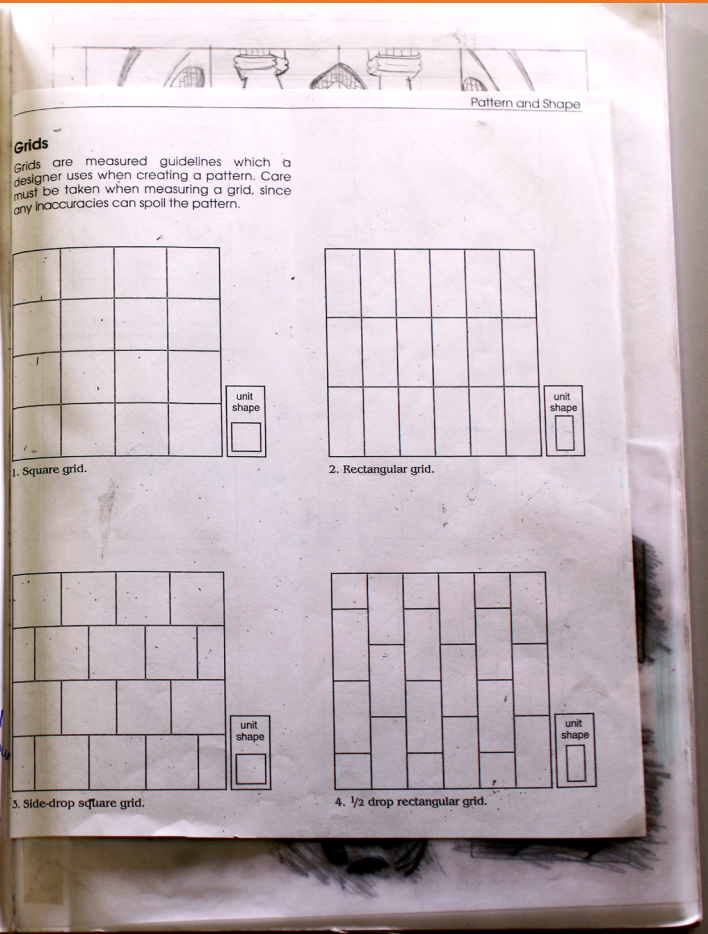 Pattern and Shape
Grids
Grids are measured guidelines which a
designer uses when creating a pattern. Care
must be taken when measuring a grid, since
any inaccuracies can spoil the pattern.
unit
shape
unit
shape
1. Square grid.
2. Rectangular grid.
unit
shape
unit
shape
3. Side-drop square grid.
4. 1/2 drop rectangular grid.